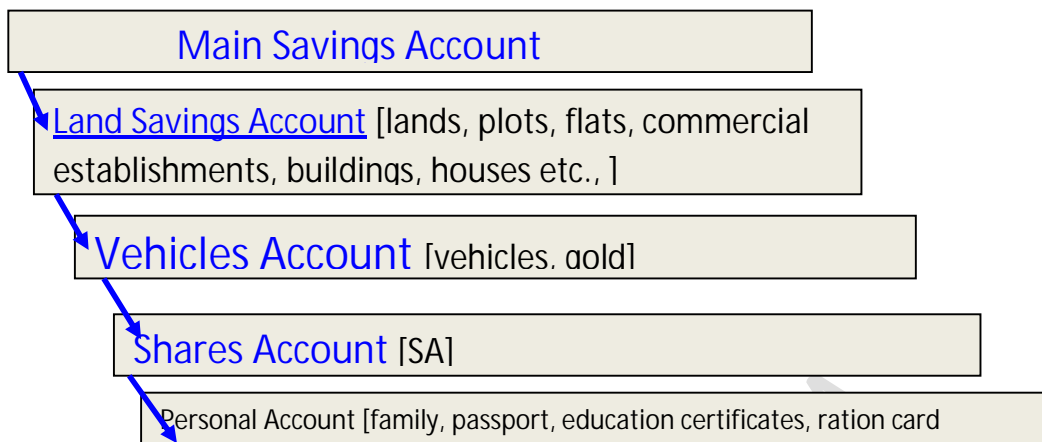 Main Savings Account
Land Savings Account [lands, plots, flats, commercial
establishments, buildings, houses etc., ]
Vehicles Account [vehicles, gold]
Shares Account [SA]
Personal Account [family, passport, education certificates, ration card